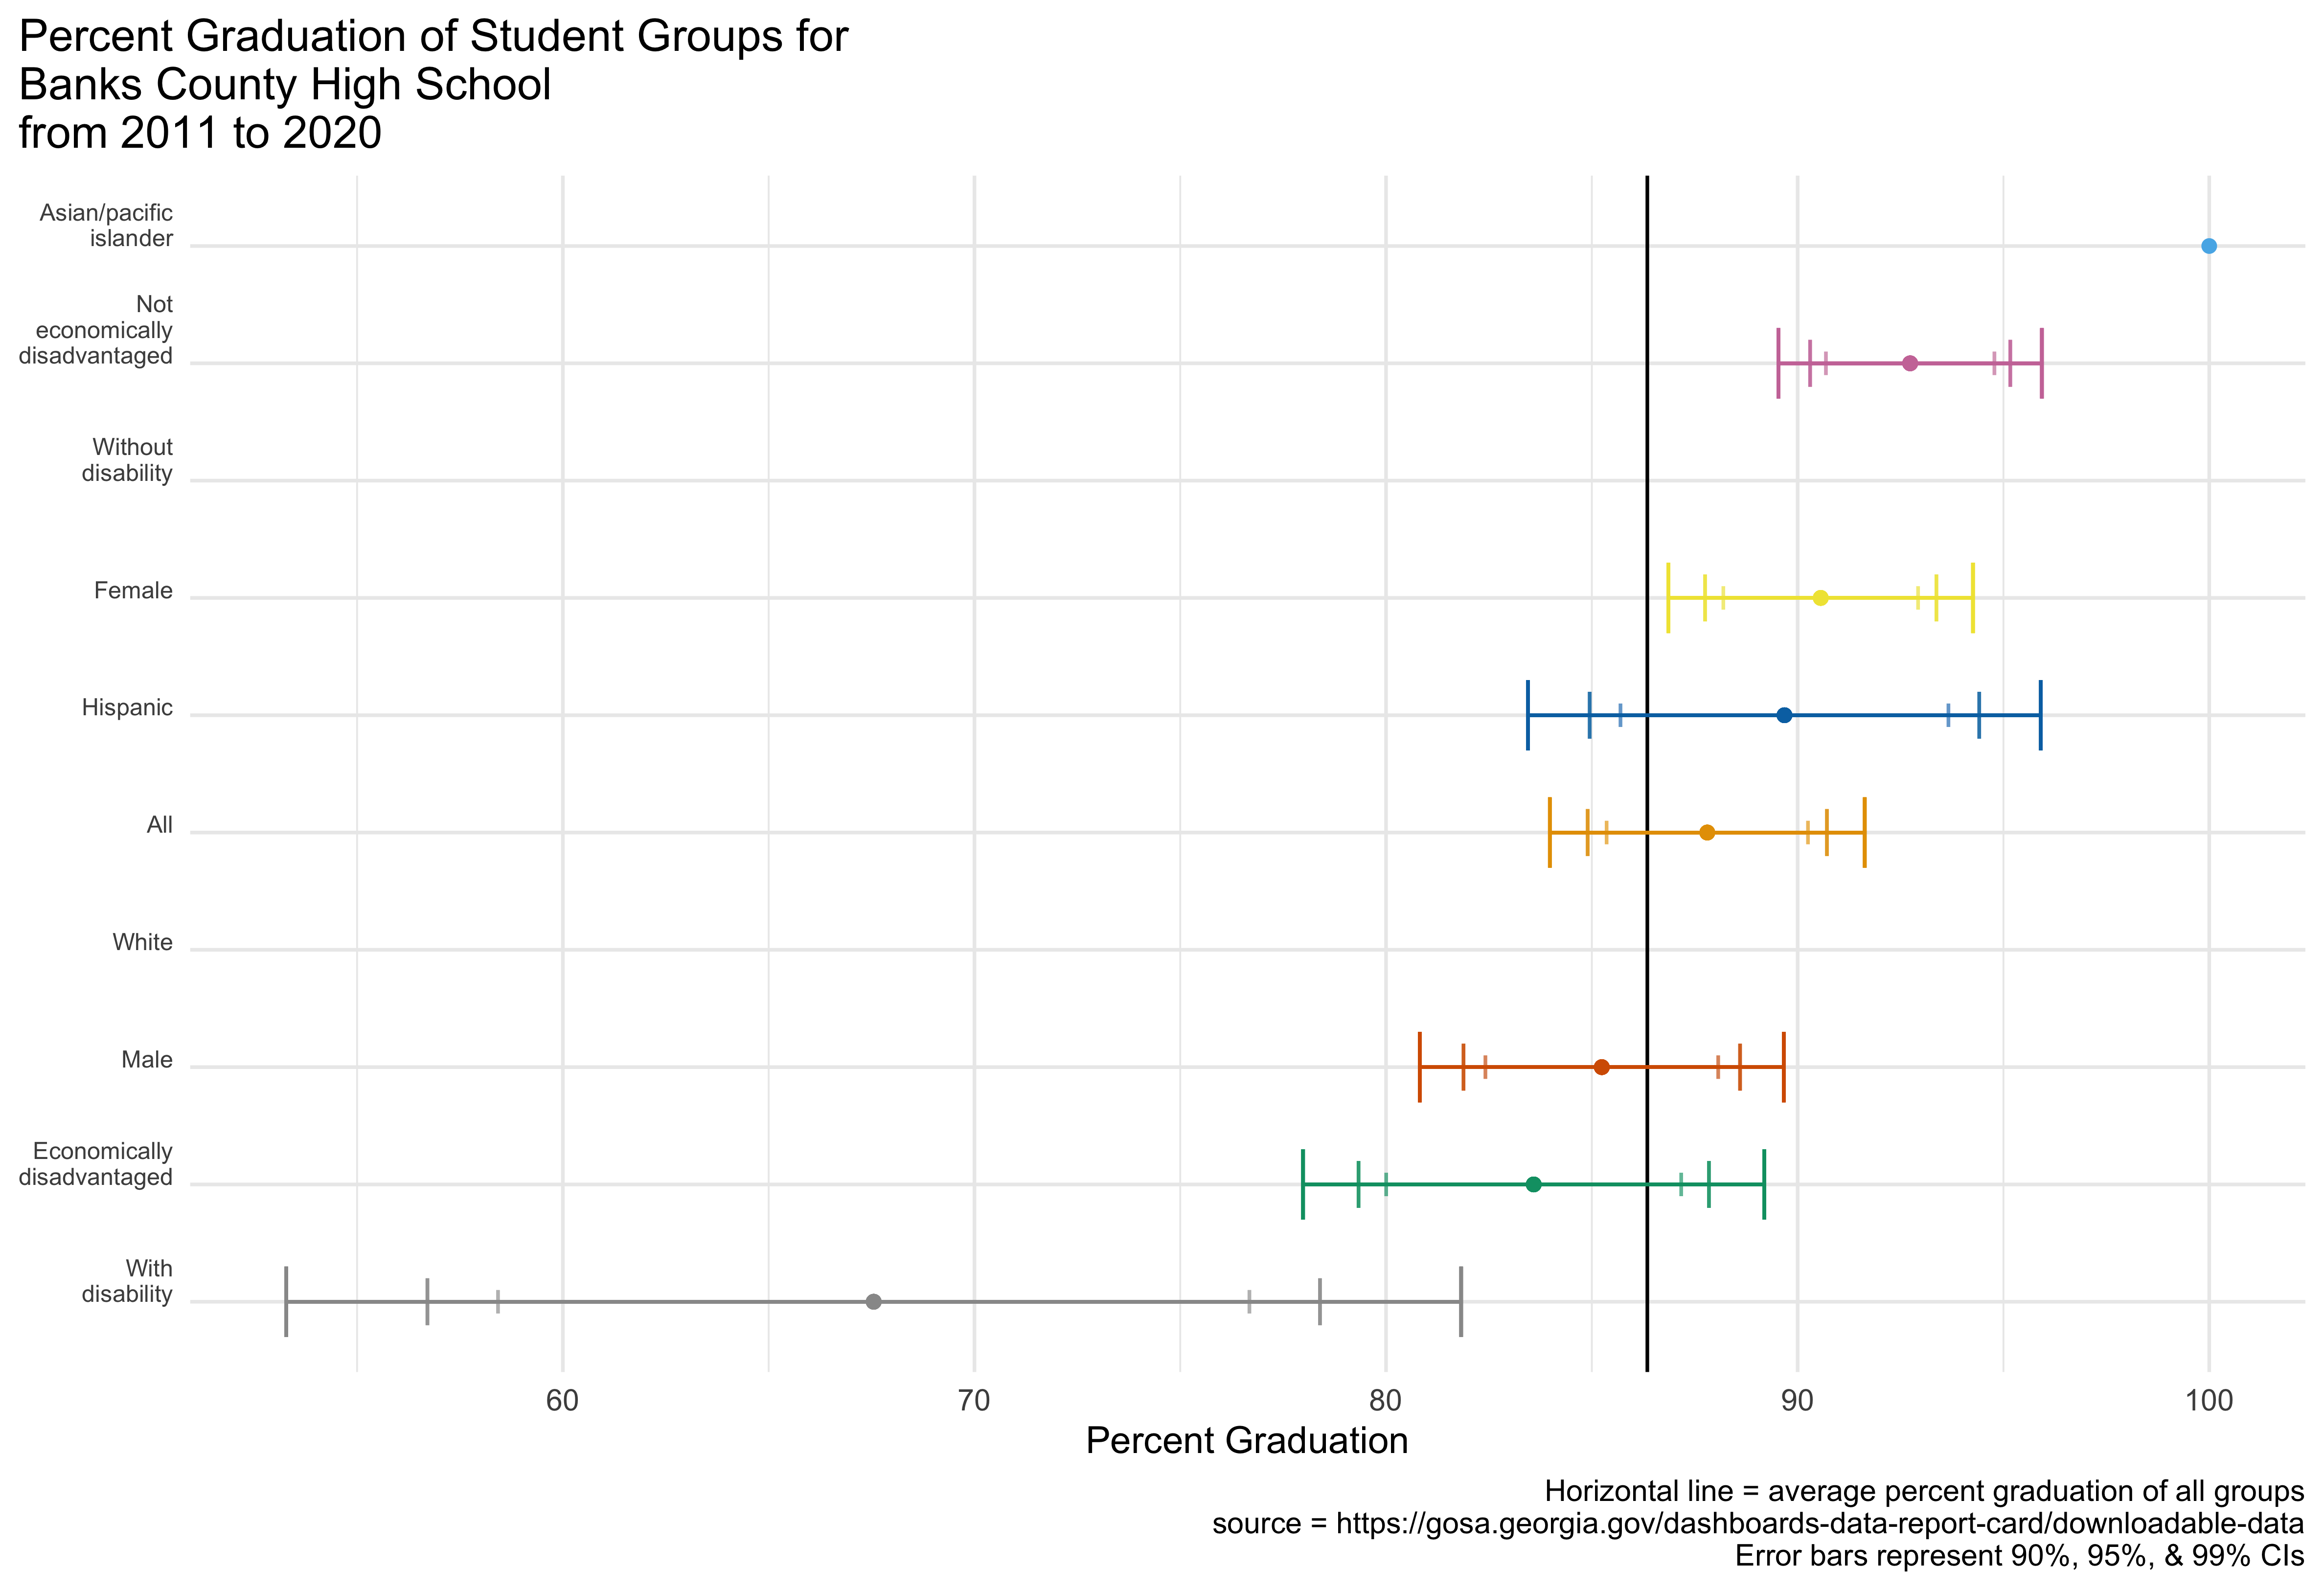 Percent Graduation of Student Groups for
Banks County High School
from 2011 to 2020
Asian/pacific
islander
Not
economically
disadvantaged
Without
disability
Female
Hispanic
All
White
Male
Economically
disadvantaged
With
disability
60 70 80 90 100
Percent Graduation
Horizontal line = average percent graduation of all groups
source = https://gosa.georgia.gov/dashboards-data-report-card/downloadable-data
Error bars represent 90%, 95%, & 99% CIs